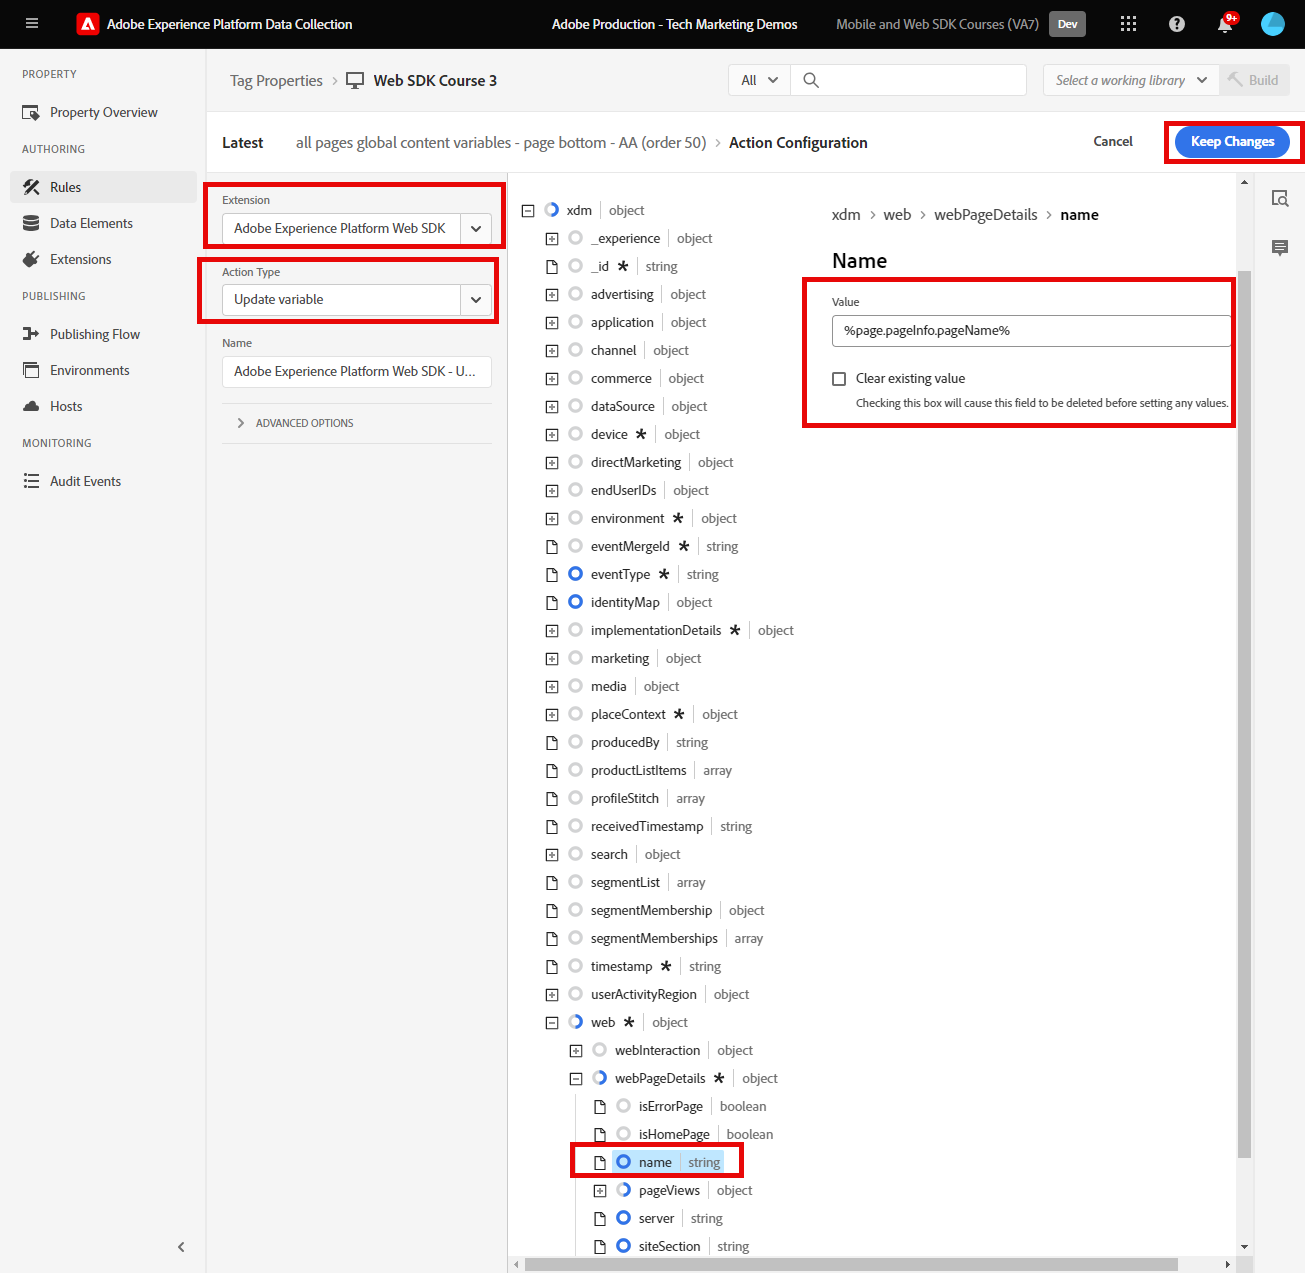 Adobe Experience Platform Data Collection
Adobe Production - Tech Marketing Demos
Mobile and Web SDK Courses (VA7)
Dev
9+
PROPERTY
Property Overview
AUTHORING
Rules
Data Elements
Extensions
PUBLISHING
Publishing Flow
Environments
Hosts
MONITORING
Audit Events
Tag Properties > Web SDK Course 3
All
Select a working library
Build
Latest
all pages global content variables - page bottom - AA (order 50) > Action Configuration
Cancel
Keep Changes
Extension
Adobe Experience Platform Web SDK
Action Type
Update variable
Name
Adobe Experience Platform Web SDK - U...
ADVANCED OPTIONS
xdm object
_experience object
_id * string
advertising object
application object
channel object
commerce object
dataSource object
device * object
directMarketing object
endUserIDs object
environment * object
eventMergeId * string
eventType * string
identityMap object
implementationDetails * object
marketing object
media object
placeContext * object
producedBy string
productListItems array
profileStitch array
receivedTimestamp string
search object
segmentList array
segmentMembership object
segmentMemberships array
timestamp * string
userActivityRegion object
web * object
webInteraction object
webPageDetails * object
isErrorPage boolean
isHomePage boolean
name string
pageViews object
server string
siteSection string
xdm > web > webPageDetails > name
Name
Value
%page.pageInfo.pageName%
Clear existing value
Checking this box will cause this field to be deleted before setting any values.